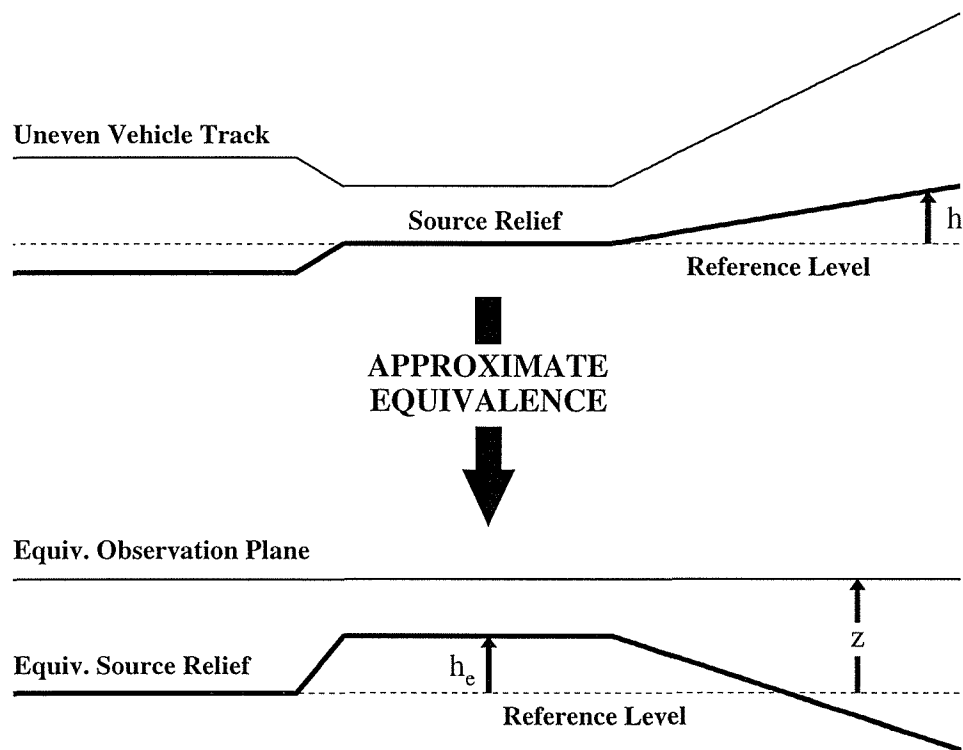 Uneven Vehicle Track
Source Relief
h
Reference Level
APPROXIMATE
EQUIVALENCE
Equiv. Observation Plane
z
Equiv. Source Relief
h_e
Reference Level